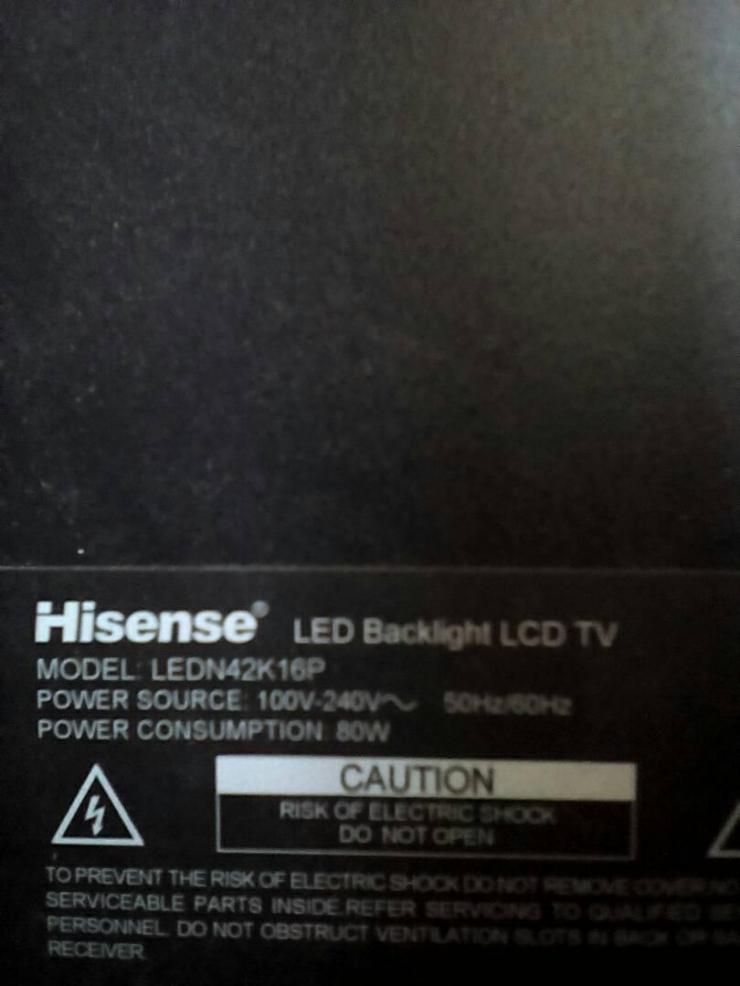 Hisense® LED Backlight LCD TV
MODEL: LEDN42K16P
POWER SOURCE: 100V-240V~ 50Hz/60Hz
POWER CONSUMPTION: 80W
CAUTION
RISK OF ELECTRIC SHOCK
DO NOT OPEN
TO PREVENT THE RISK OF ELECTRIC SHOCK DO NOT REMOVE COVER.NO
SERVICEABLE PARTS INSIDE.REFER SERVICING TO QUALIFIED
PERSONNEL. DO NOT OBSTRUCT VENTILATION SLOTS IN BACK OR
RECEIVER.